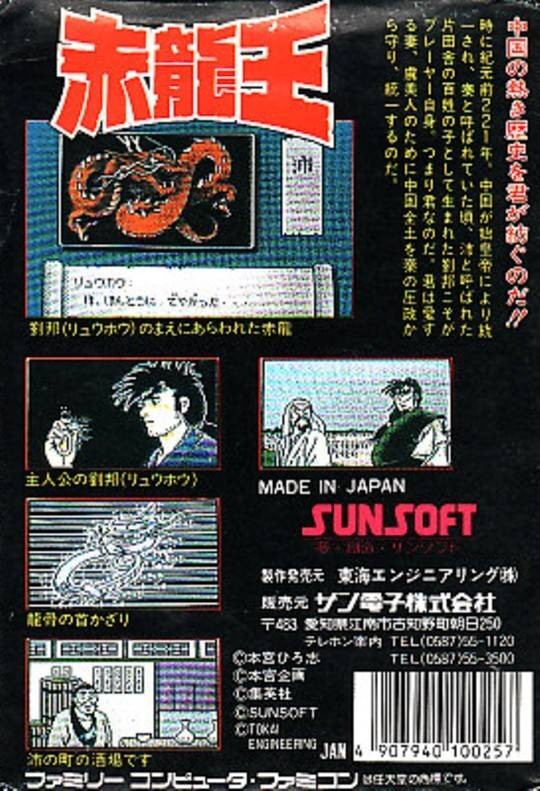 中国の熱き歴史を君が紡ぐのだ!!
時に紀元前221年、中国が始皇帝により統
一され、秦と呼ばれていた頃、沛と呼ばれた
片田舎の百姓の子として生まれた劉邦こそが
プレーヤー自身、つまり君なのだ。君は愛す
る妻、虞美人のために中国全土を秦の圧政か
ら守り、統一するのだ。
赤龍王
沛
リュウホウ:
劉邦(リュウホウ)のまえにあらわれた赤龍
主人公の劉邦(リュウホウ)
龍骨の首かざり
沛の町の酒場です
MADE IN JAPAN
SUNSOFT
製作発売元 東海エンジニアリング(株)
販売元 サン電子株式会社
〒483 愛知県江南市古知野町朝日250
テレホン案内 TEL(0587)55-1120
TEL(0587)55-3500
©本宮ひろ志
©本宮企画
©集英社
©SUNSOFT
©TOKAI
ENGINEERING
JAN 4 907940 100257
ファミリーコンピュータ・ファミコンは任天堂の商標です。